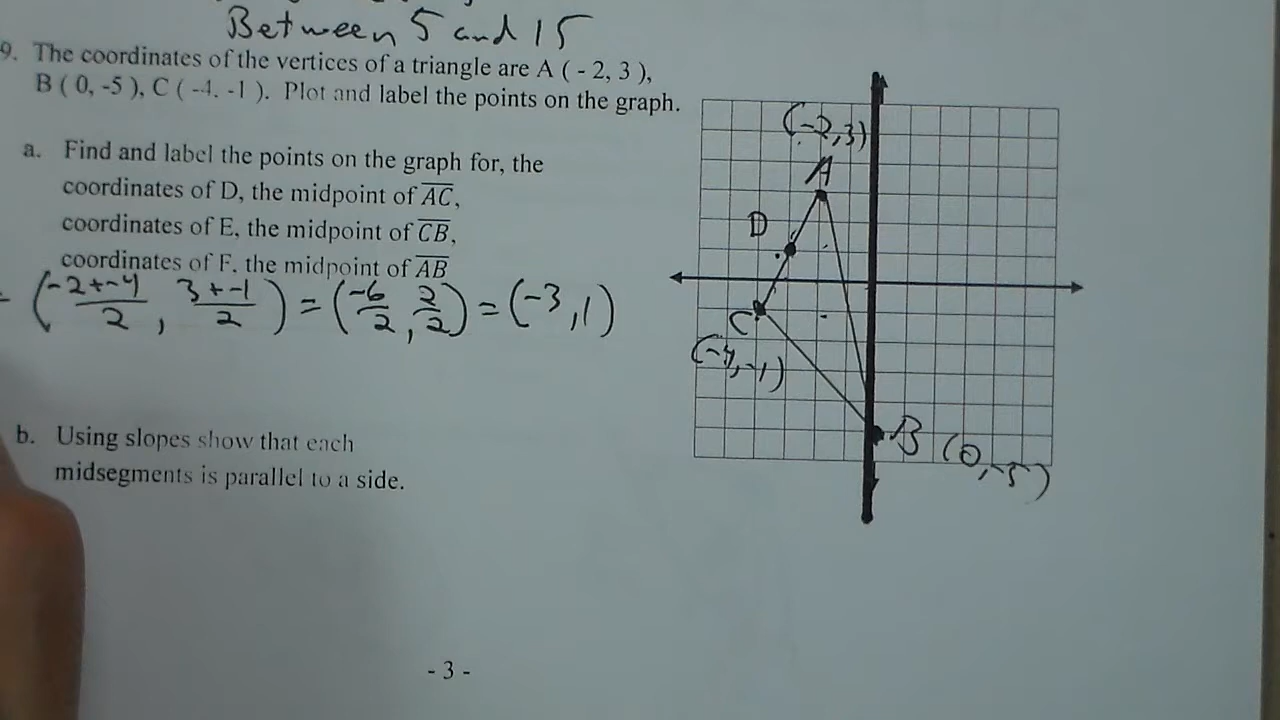 Between 5 and 15
9. The coordinates of the vertices of a triangle are A ( - 2, 3 ),
B ( 0, -5 ), C ( -4, -1 ). Plot and label the points on the graph.
a. Find and label the points on the graph for, the
coordinates of D, the midpoint of AC,
coordinates of E, the midpoint of CB,
coordinates of F, the midpoint of AB
(-2+-4/2, 3+-1/2) = (-6/2, 2/2) = (-3,1)
b. Using slopes show that each
midsegments is parallel to a side.
- 3 -
(-2,3)
A
D
C
(-4,-1)
B (0,-5)